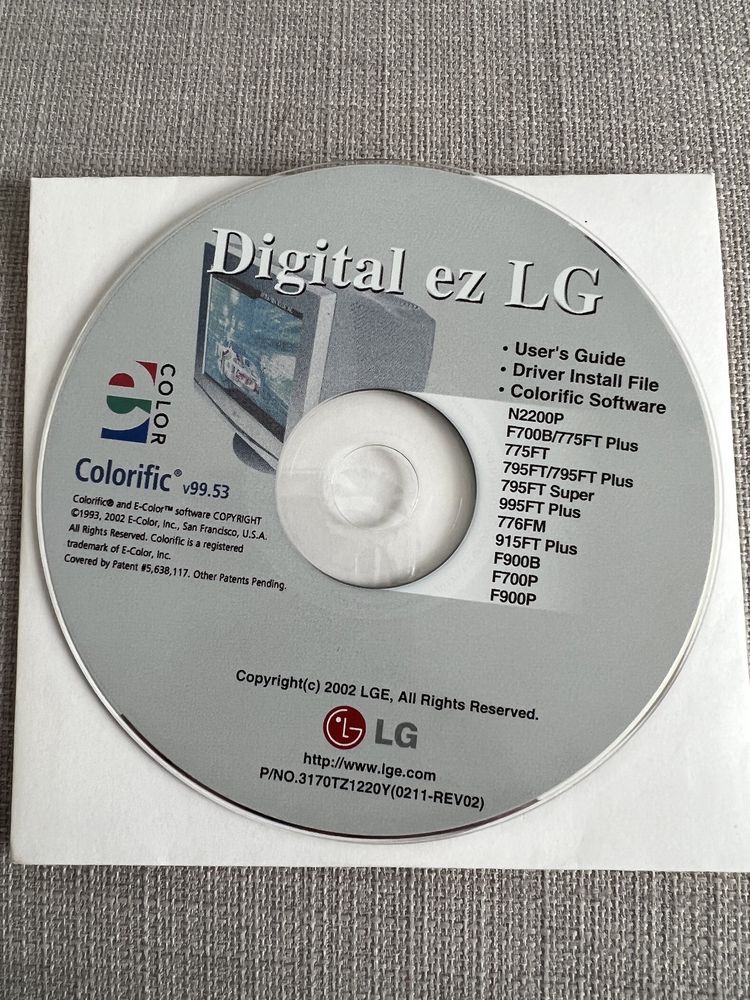 Digital ez LG
• User's Guide
• Driver Install File
• Colorific Software
N2200P
F700B/775FT Plus
775FT
795FT/795FT Plus
795FT Super
995FT Plus
776FM
915FT Plus
F900B
F700P
F900P
COLOR
Colorific® v99.53
Colorific® and E-Color™ software COPYRIGHT
©1993, 2002 E-Color, Inc., San Francisco, U.S.A.
All Rights Reserved. Colorific is a registered
trademark of E-Color, Inc.
Covered by Patent #5,638,117. Other Patents Pending.
Copyright(c) 2002 LGE, All Rights Reserved.
LG
http://www.lge.com
P/NO.3170TZ1220Y(0211-REV02)